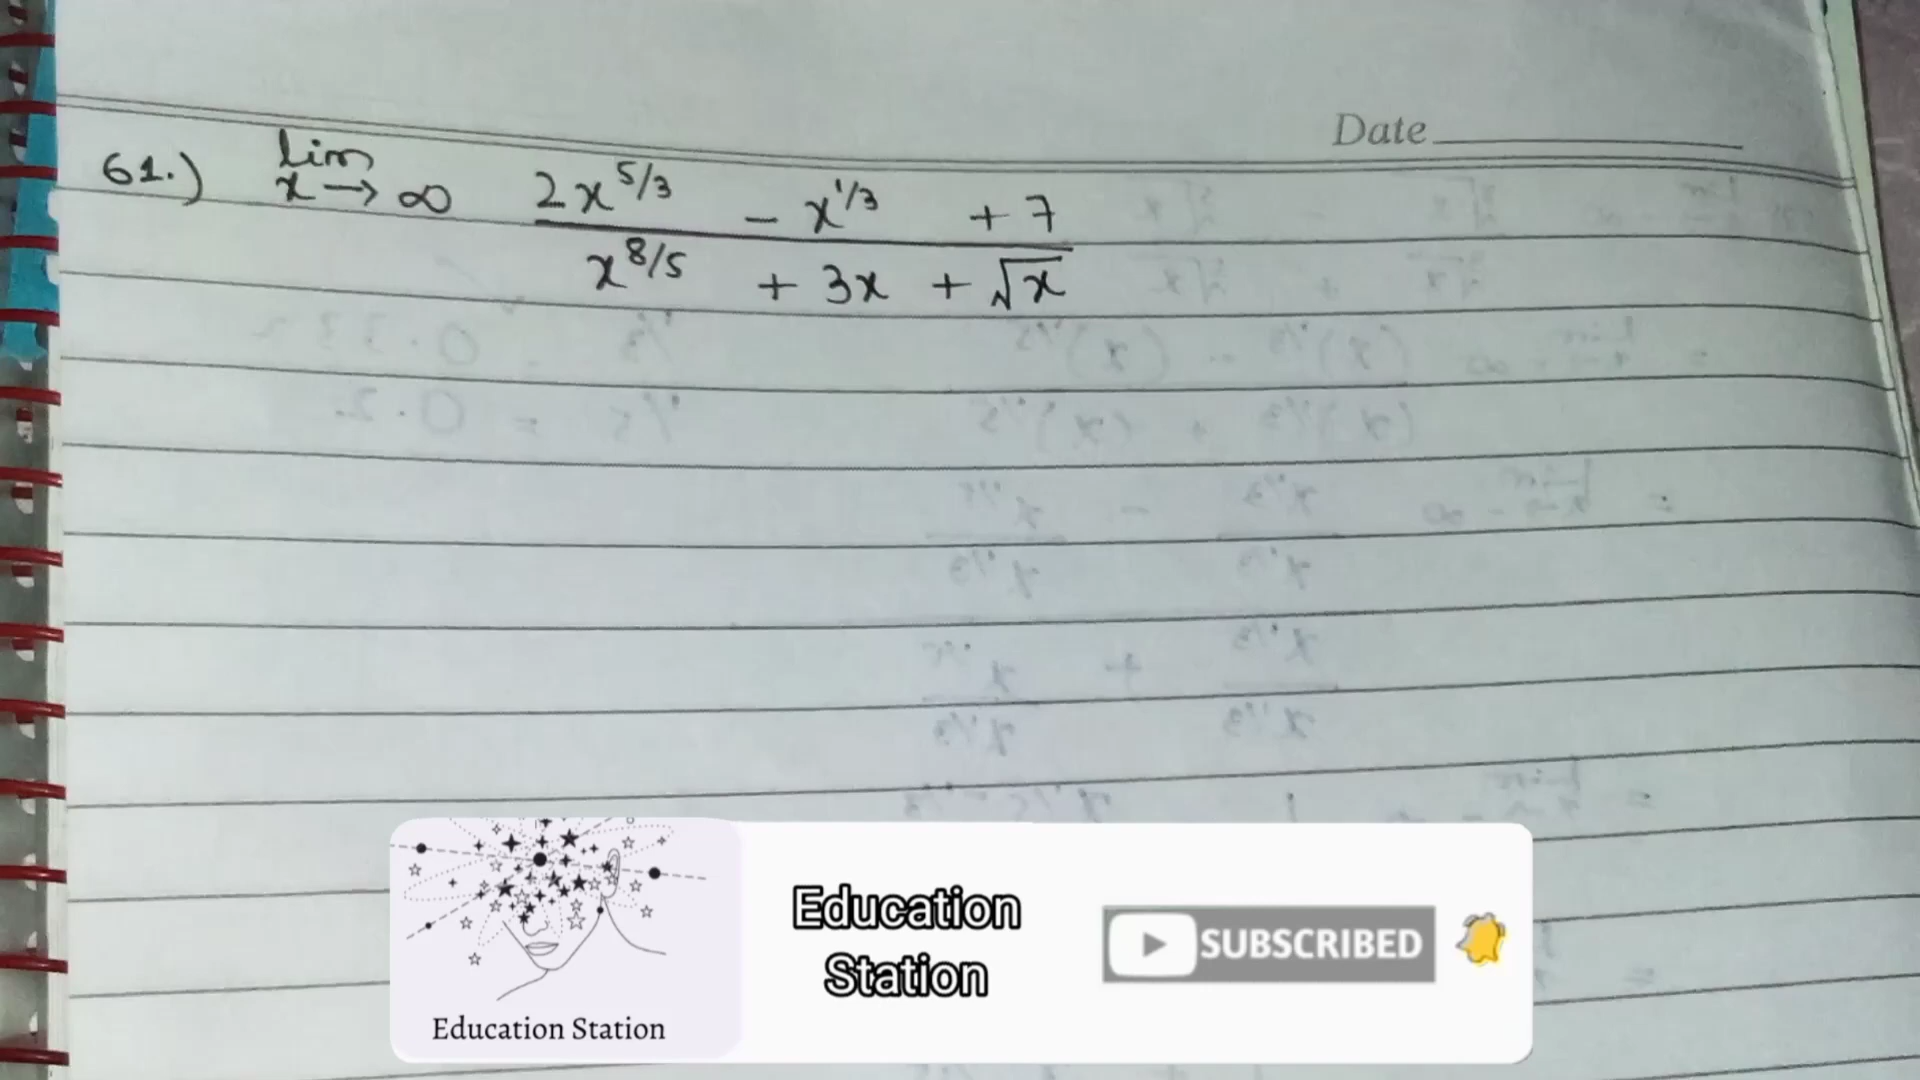 Date
61.) lim x → ∞ 2x^5/3 - x^1/3 + 7
x^8/5 + 3x + √x
Education
Station
SUBSCRIBED
Education Station